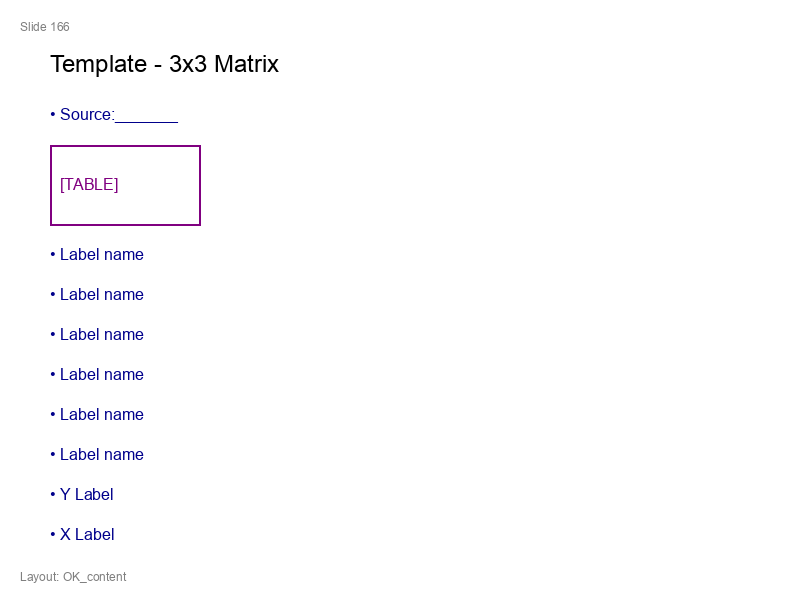 Slide 166
Template - 3x3 Matrix
• Source:_______
[TABLE]
• Label name
• Label name
• Label name
• Label name
• Label name
• Label name
• Y Label
• X Label
Layout: OK_content